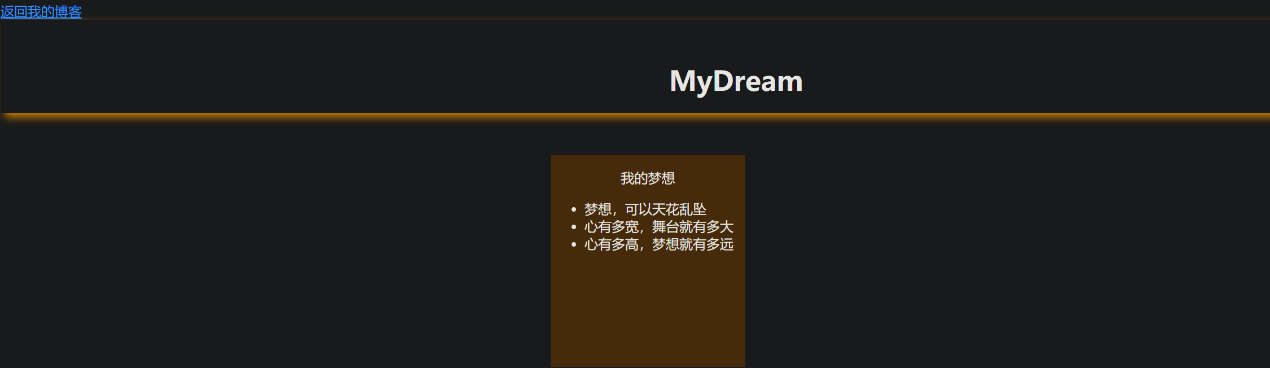 返回我的博客
MyDream
我的梦想
梦想，可以天花乱坠
心有多宽，舞台就有多大
心有多高，梦想就有多远